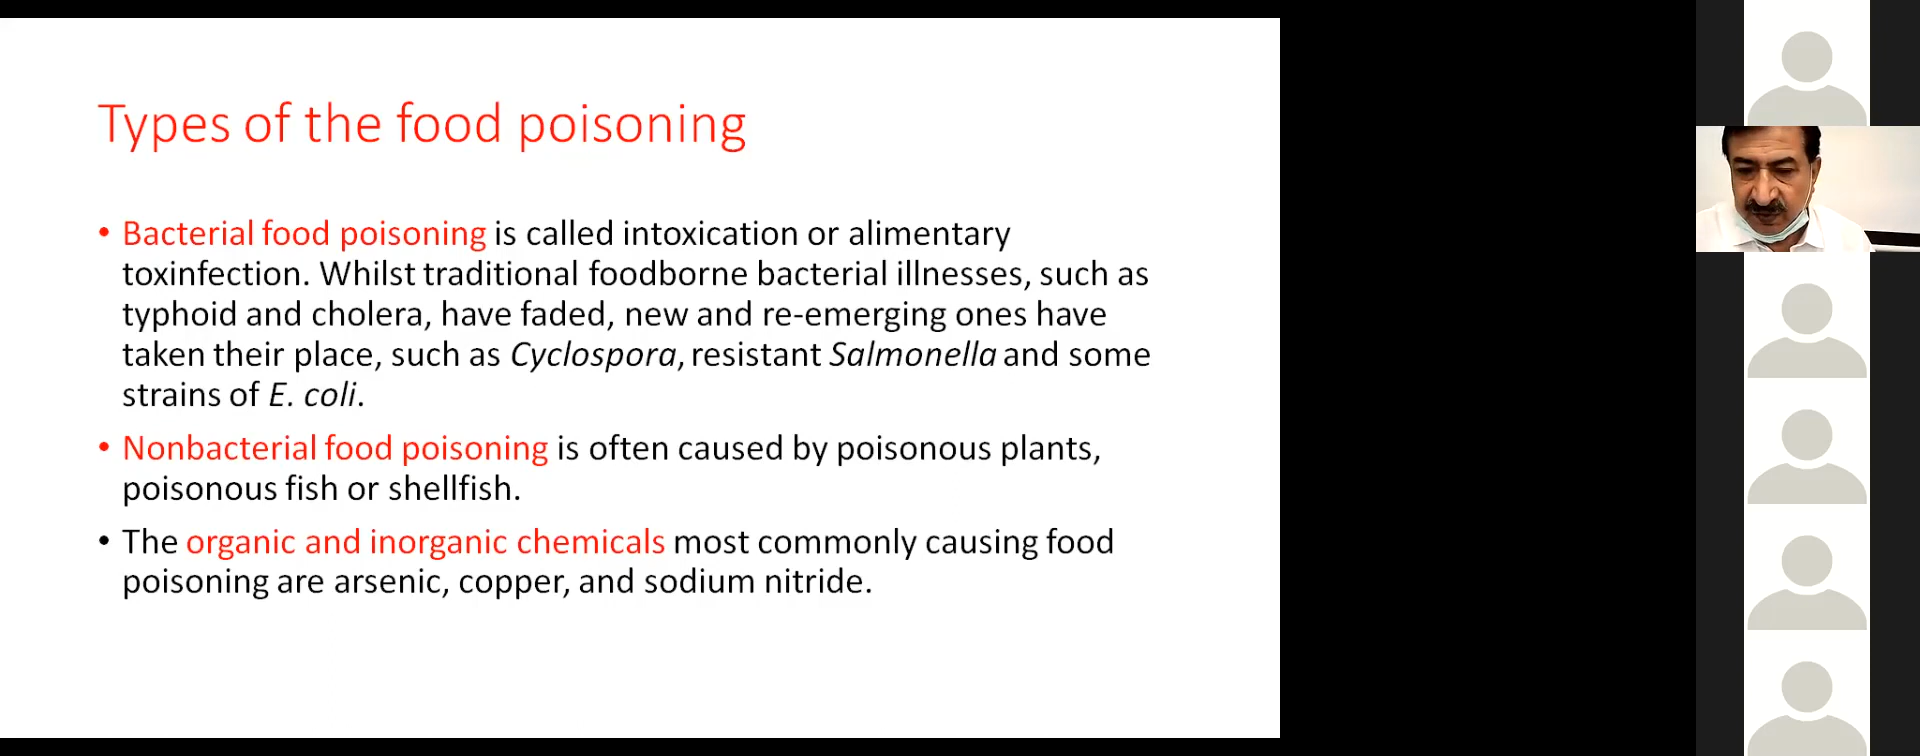 Types of the food poisoning
• Bacterial food poisoning is called intoxication or alimentary
toxinfection. Whilst traditional foodborne bacterial illnesses, such as
typhoid and cholera, have faded, new and re-emerging ones have
taken their place, such as Cyclospora, resistant Salmonella and some
strains of E. coli.
• Nonbacterial food poisoning is often caused by poisonous plants,
poisonous fish or shellfish.
• The organic and inorganic chemicals most commonly causing food
poisoning are arsenic, copper, and sodium nitride.